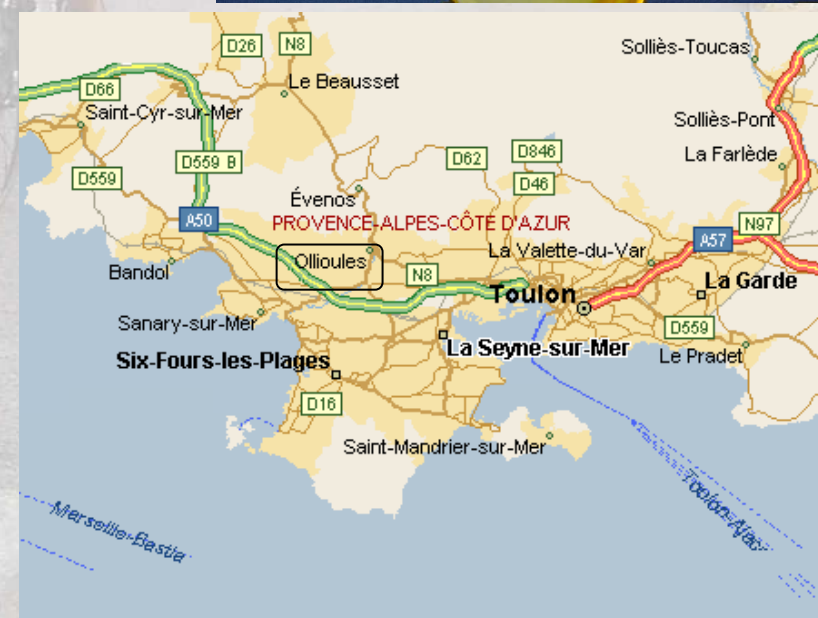 D26
N8
Solliès-Toucas
Le Beausset
D66
Saint-Cyr-sur-Mer
Solliès-Pont
D559 B
D62
D846
La Farlède
D559
D46
Évenos
A50
PROVENCE-ALPES-CÔTE D'AZUR
N97
A57
Ollioules
La Valette-du-Var
Bandol
N8
La Garde
Toulon
Sanary-sur-Mer
D559
La Seyne-sur-Mer
Le Pradet
Six-Fours-les-Plages
D16
Saint-Mandrier-sur-Mer
Marseille-Bastia
Toulon-Ajac